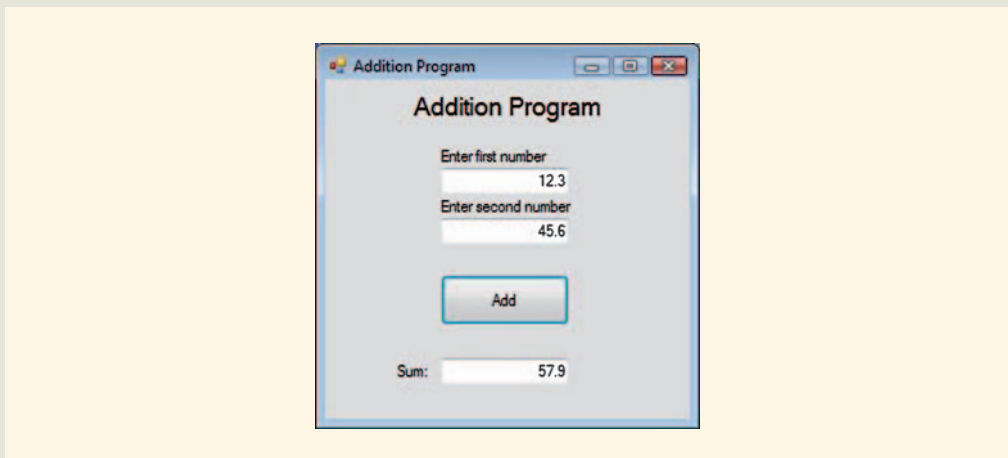 Addition Program
Addition Program
Enter first number
12.3
Enter second number
45.6
Add
Sum: 57.9